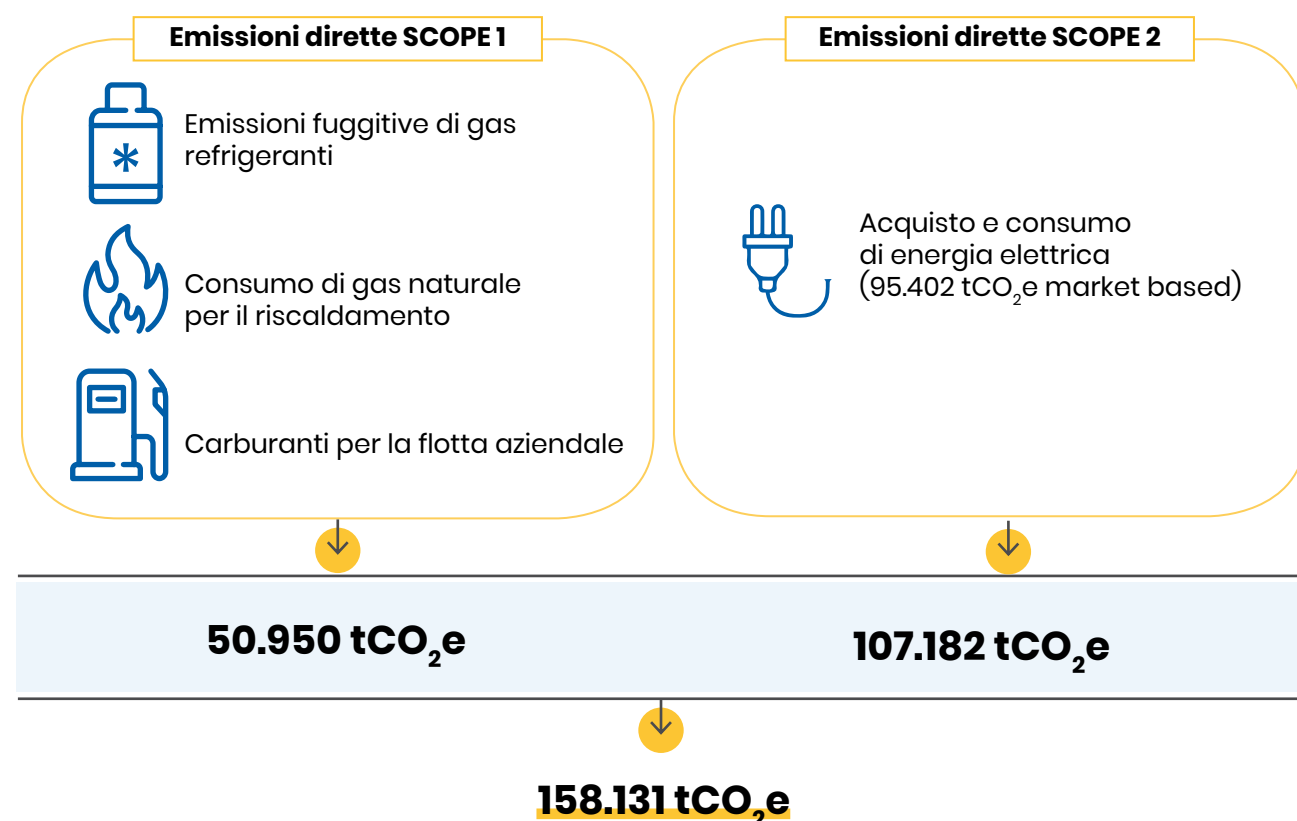 Emissioni dirette SCOPE 1
Emissioni fuggitive di gas
refrigeranti
Consumo di gas naturale
per il riscaldamento
Carburanti per la flotta aziendale
Emissioni dirette SCOPE 2
Acquisto e consumo
di energia elettrica
(95.402 tCO₂e market based)
50.950 tCO₂e
107.182 tCO₂e
158.131 tCO₂e